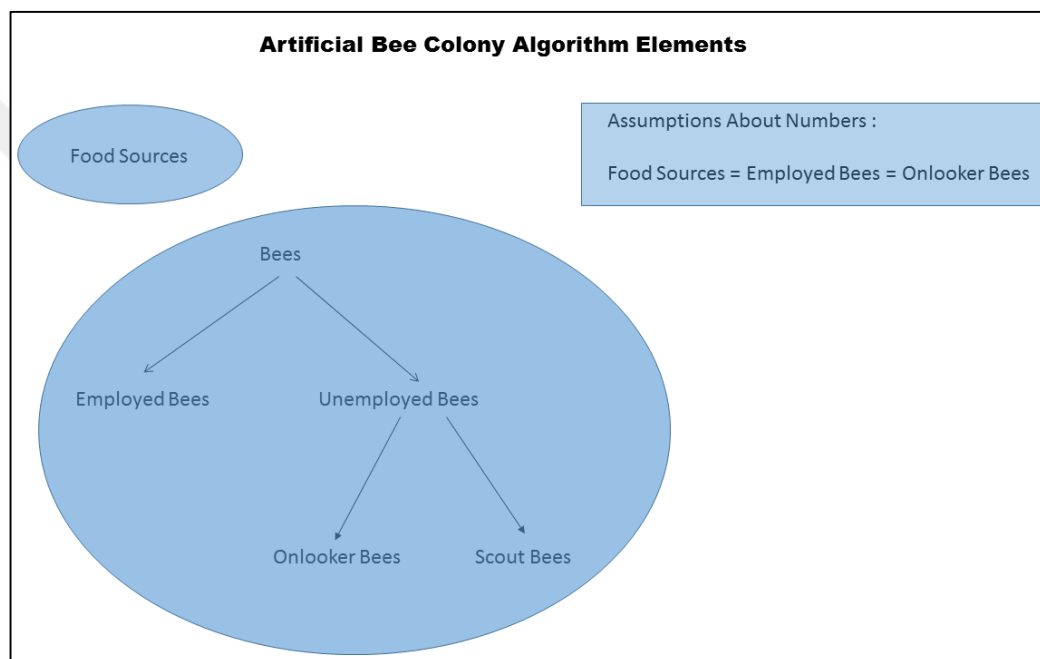 Artificial Bee Colony Algorithm Elements
Food Sources
Assumptions About Numbers :
Food Sources = Employed Bees = Onlooker Bees
Bees
Employed Bees
Unemployed Bees
Onlooker Bees
Scout Bees